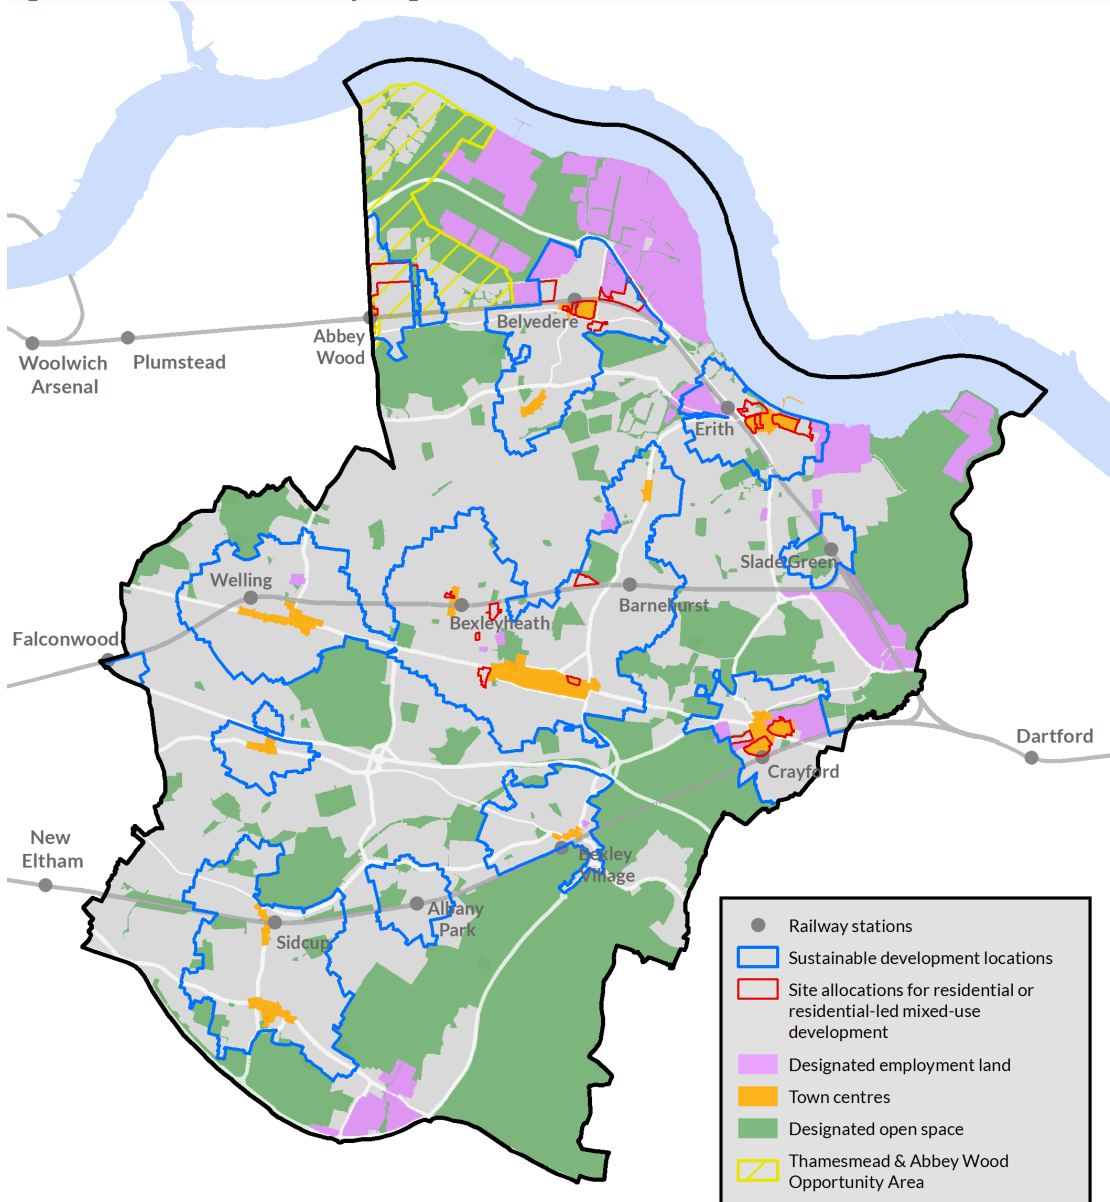 Abbey
Wood
Belvedere
Woolwich
Arsenal
Plumstead
Erith
Slade Green
Welling
Barnehurst
Bexleyheath
Falconwood
Dartford
Crayford
New
Eltham
Bexley
Village
Albany
Park
Sidcup
Railway stations
Sustainable development locations
Site allocations for residential or
residential-led mixed-use
development
Designated employment land
Town centres
Designated open space
Thamesmead & Abbey Wood
Opportunity Area